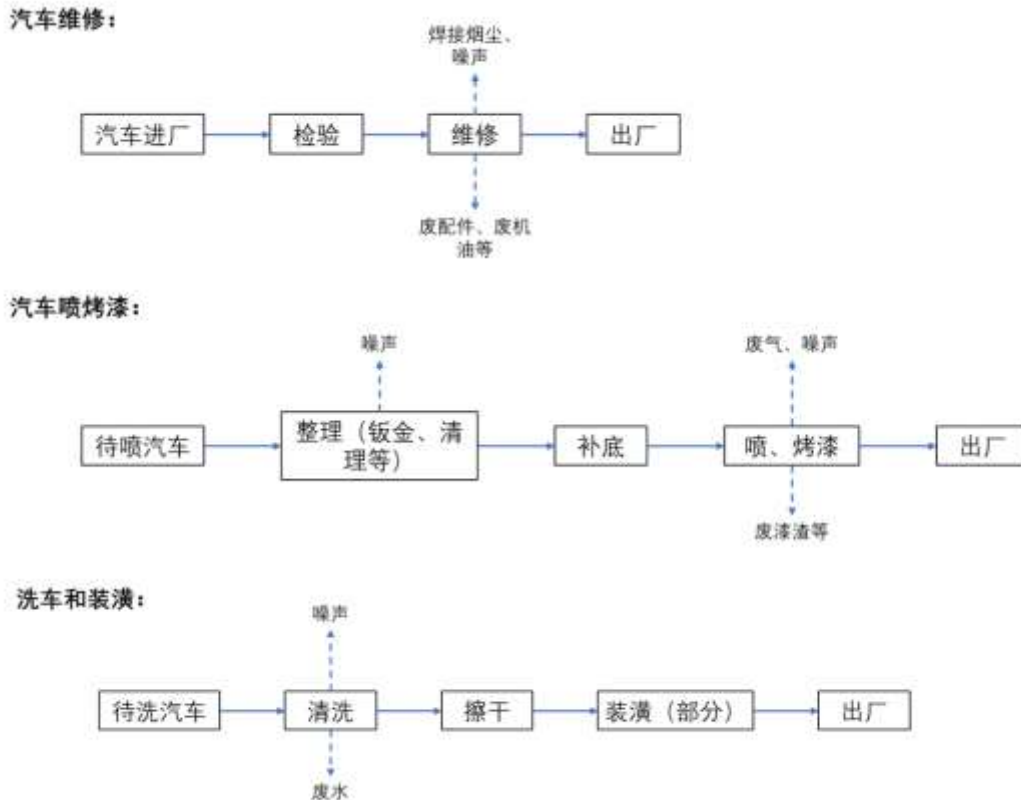 汽车维修：
焊接烟尘、
噪声
汽车进厂
检验
维修
出厂
废配件、废机
油等
汽车喷烤漆：
噪声
废气、噪声
待喷汽车
整理（钣金、清
理等）
补底
喷、烤漆
出厂
废漆渣等
洗车和装潢：
噪声
待洗汽车
清洗
擦干
装潢（部分）
出厂
废水